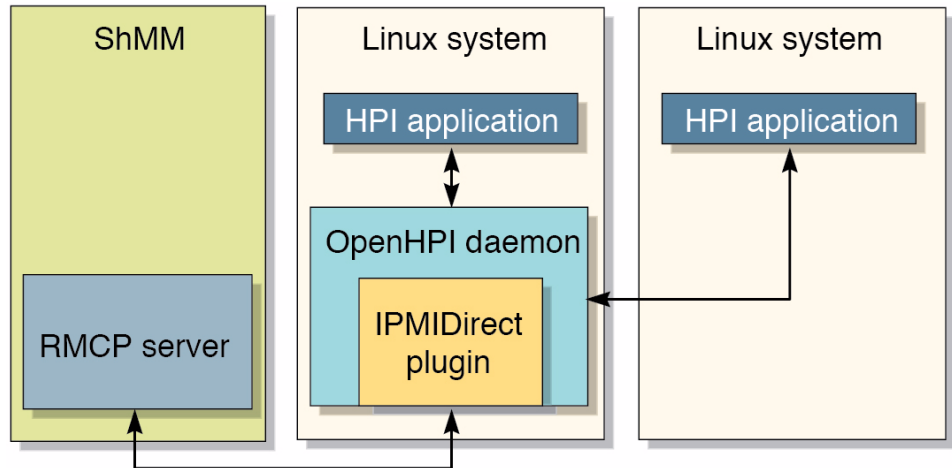 ShMM
Linux system
Linux system
HPI application
HPI application
OpenHPI daemon
RMCP server
IPMIDirect
plugin